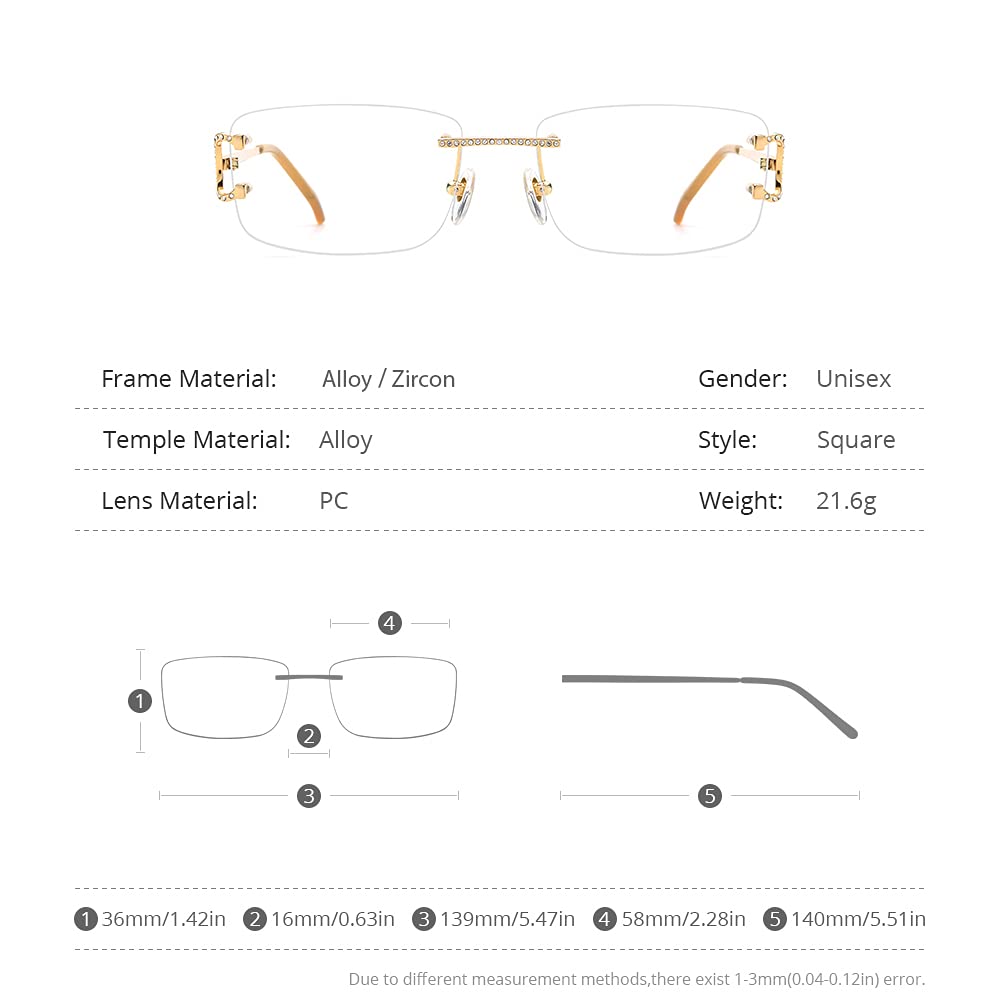 Frame Material: Alloy / Zircon Gender: Unisex
Temple Material: Alloy Style: Square
Lens Material: PC Weight: 21.6g
4
1
2
3 5
1 36mm/1.42in 2 16mm/0.63in 3 139mm/5.47in 4 58mm/2.28in 5 140mm/5.51in
Due to different measurement methods,there exist 1-3mm(0.04-0.12in) error.